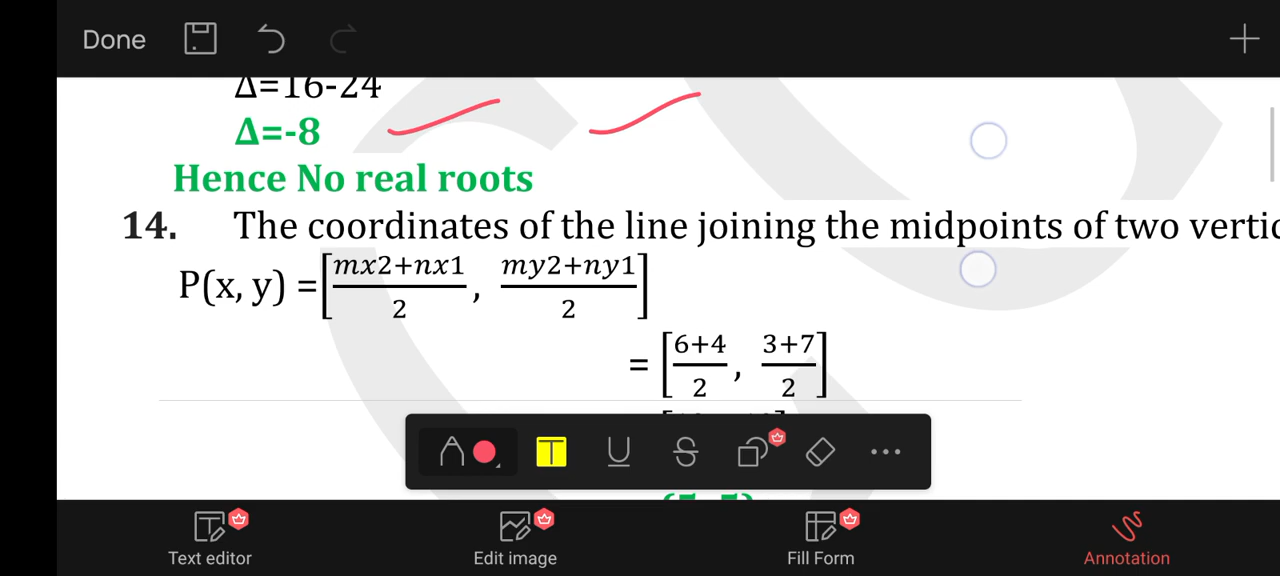 Done
Δ=16-24
Δ=-8
Hence No real roots
14. The coordinates of the line joining the midpoints of two
P(x, y) =[mx2+nx1/2, my2+ny1/2]
= [6+4/2, 3+7/2]
T U S
Text editor Edit image Fill Form Annotation